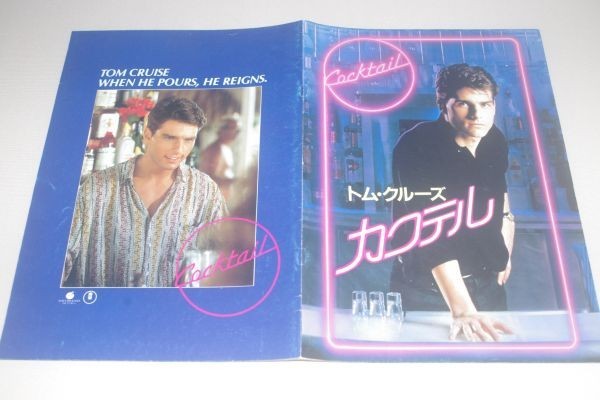 TOM CRUISE
WHEN HE POURS, HE REIGNS.
Cocktail
Cocktail
トム・クルーズ
カクテル